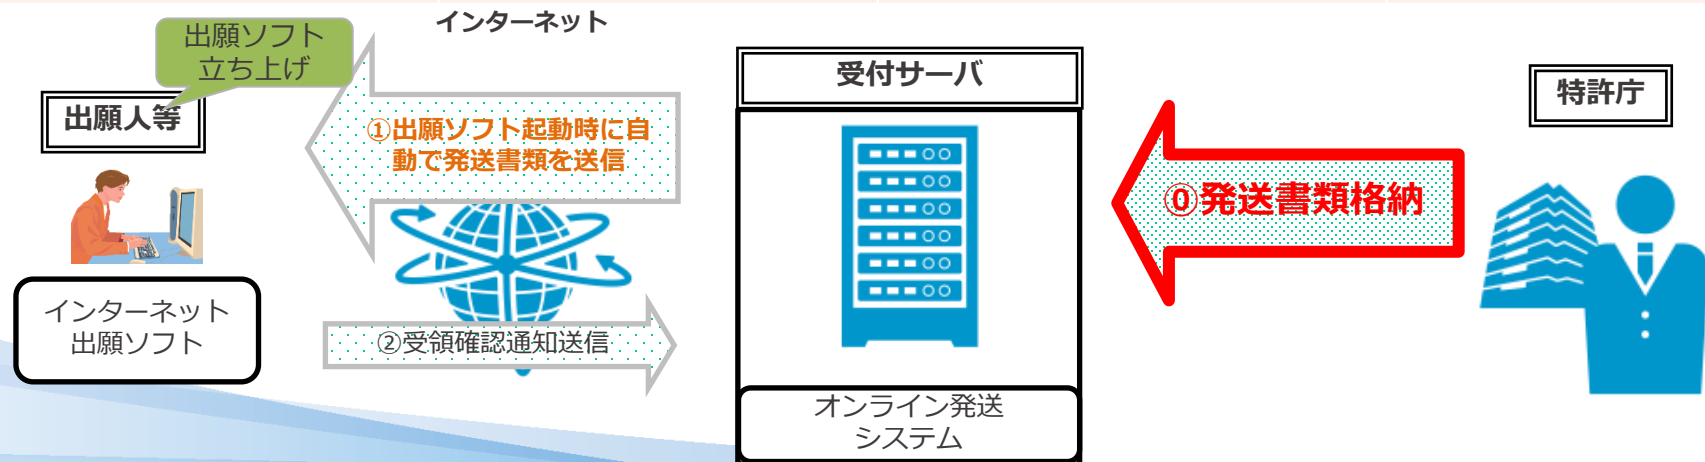 インターネット
出願ソフト
立ち上げ
出願人等
①出願ソフト起動時に自
動で発送書類を送信
受付サーバ
特許庁
⓪発送書類格納
インターネット
出願ソフト
②受領確認通知送信
オンライン発送
システム